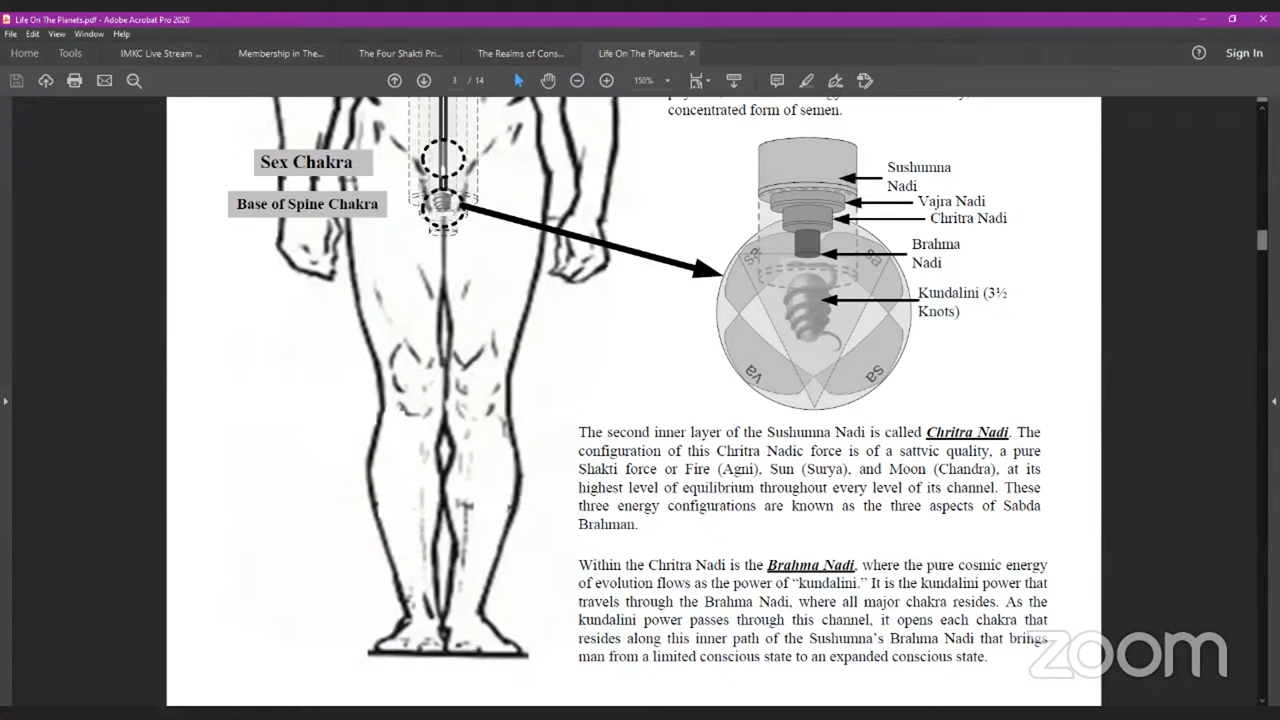 Life On The Planets.pdf - Adobe Acrobat Pro 2020
File Edit View Window Help
Home Tools IMKC Live Stream ... Membership in The... The Four Shakti Pri... The Realms of Cons... Life On The Planets... × Sign In
3 / 14 150%
concentrated form of semen.
Sex Chakra
Base of Spine Chakra
Sushumna
Nadi
Vajra Nadi
Chritra Nadi
Brahma
Nadi
Kundalini (3½
Knots)
sa
sa
va
sa
The second inner layer of the Sushumna Nadi is called Chritra Nadi. The
configuration of this Chritra Nadic force is of a sattvic quality, a pure
Shakti force or Fire (Agni), Sun (Surya), and Moon (Chandra), at its
highest level of equilibrium throughout every level of its channel. These
three energy configurations are known as the three aspects of Sabda
Brahman.
Within the Chritra Nadi is the Brahma Nadi, where the pure cosmic energy
of evolution flows as the power of “kundalini.” It is the kundalini power that
travels through the Brahma Nadi, where all major chakra resides. As the
kundalini power passes through this channel, it opens each chakra that
resides along this inner path of the Sushumna’s Brahma Nadi that brings
man from a limited conscious state to an expanded conscious state.
zoom